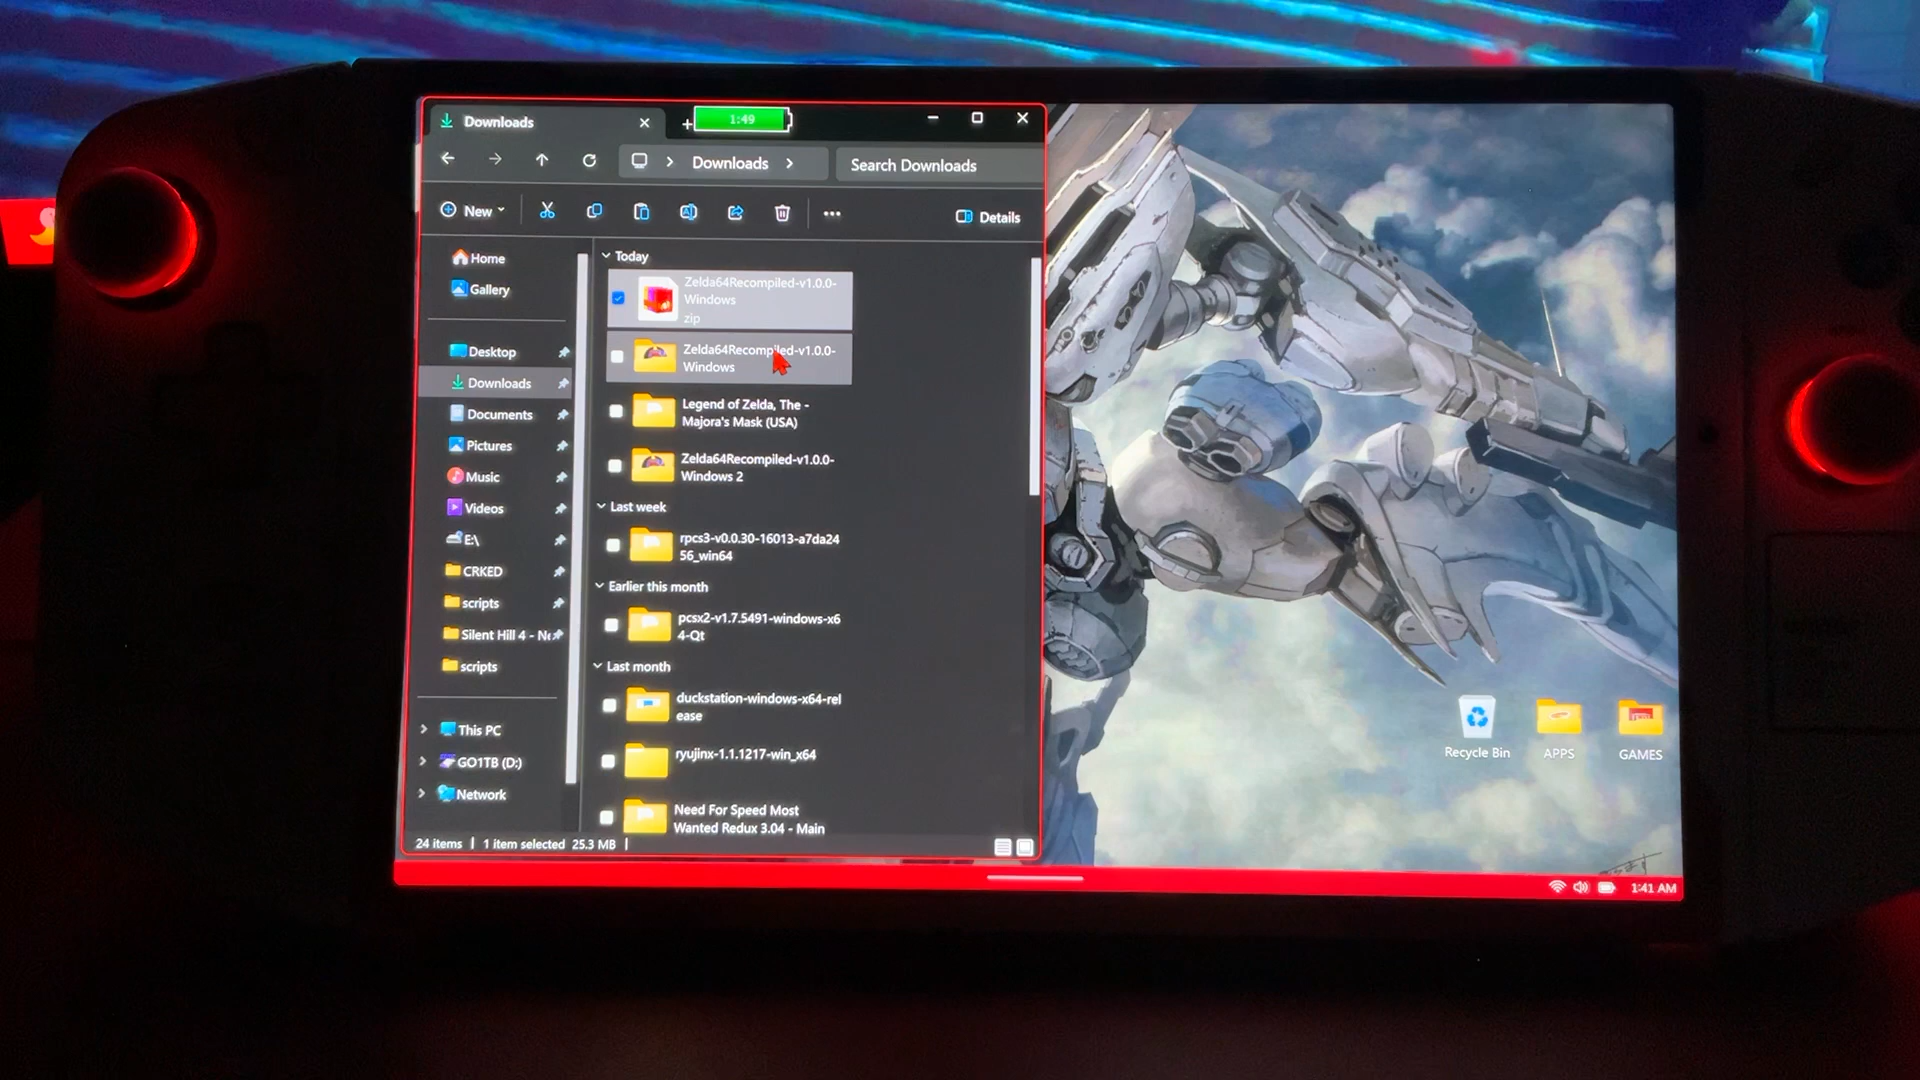 Downloads
1:49
Downloads
Search Downloads
New
Details
Home
Gallery
Desktop
Downloads
Documents
Pictures
Music
Videos
E:\
CRKED
scripts
Silent Hill 4 - N
scripts
This PC
GO1TB (D:)
Network
Today
Zelda64Recompiled-v1.0.0-
Windows
zip
Zelda64Recompiled-v1.0.0-
Windows
Legend of Zelda, The -
Majora's Mask (USA)
Zelda64Recompiled-v1.0.0-
Windows 2
Last week
rpcs3-v0.0.30-16013-a7da24
56_win64
Earlier this month
pcsx2-v1.7.5491-windows-x6
4-Qt
Last month
duckstation-windows-x64-rel
ease
ryujinx-1.1.1217-win_x64
Need For Speed Most
Wanted Redux 3.04 - Main
24 items
1 item selected 25.3 MB
Recycle Bin
APPS
GAMES
1:41 AM